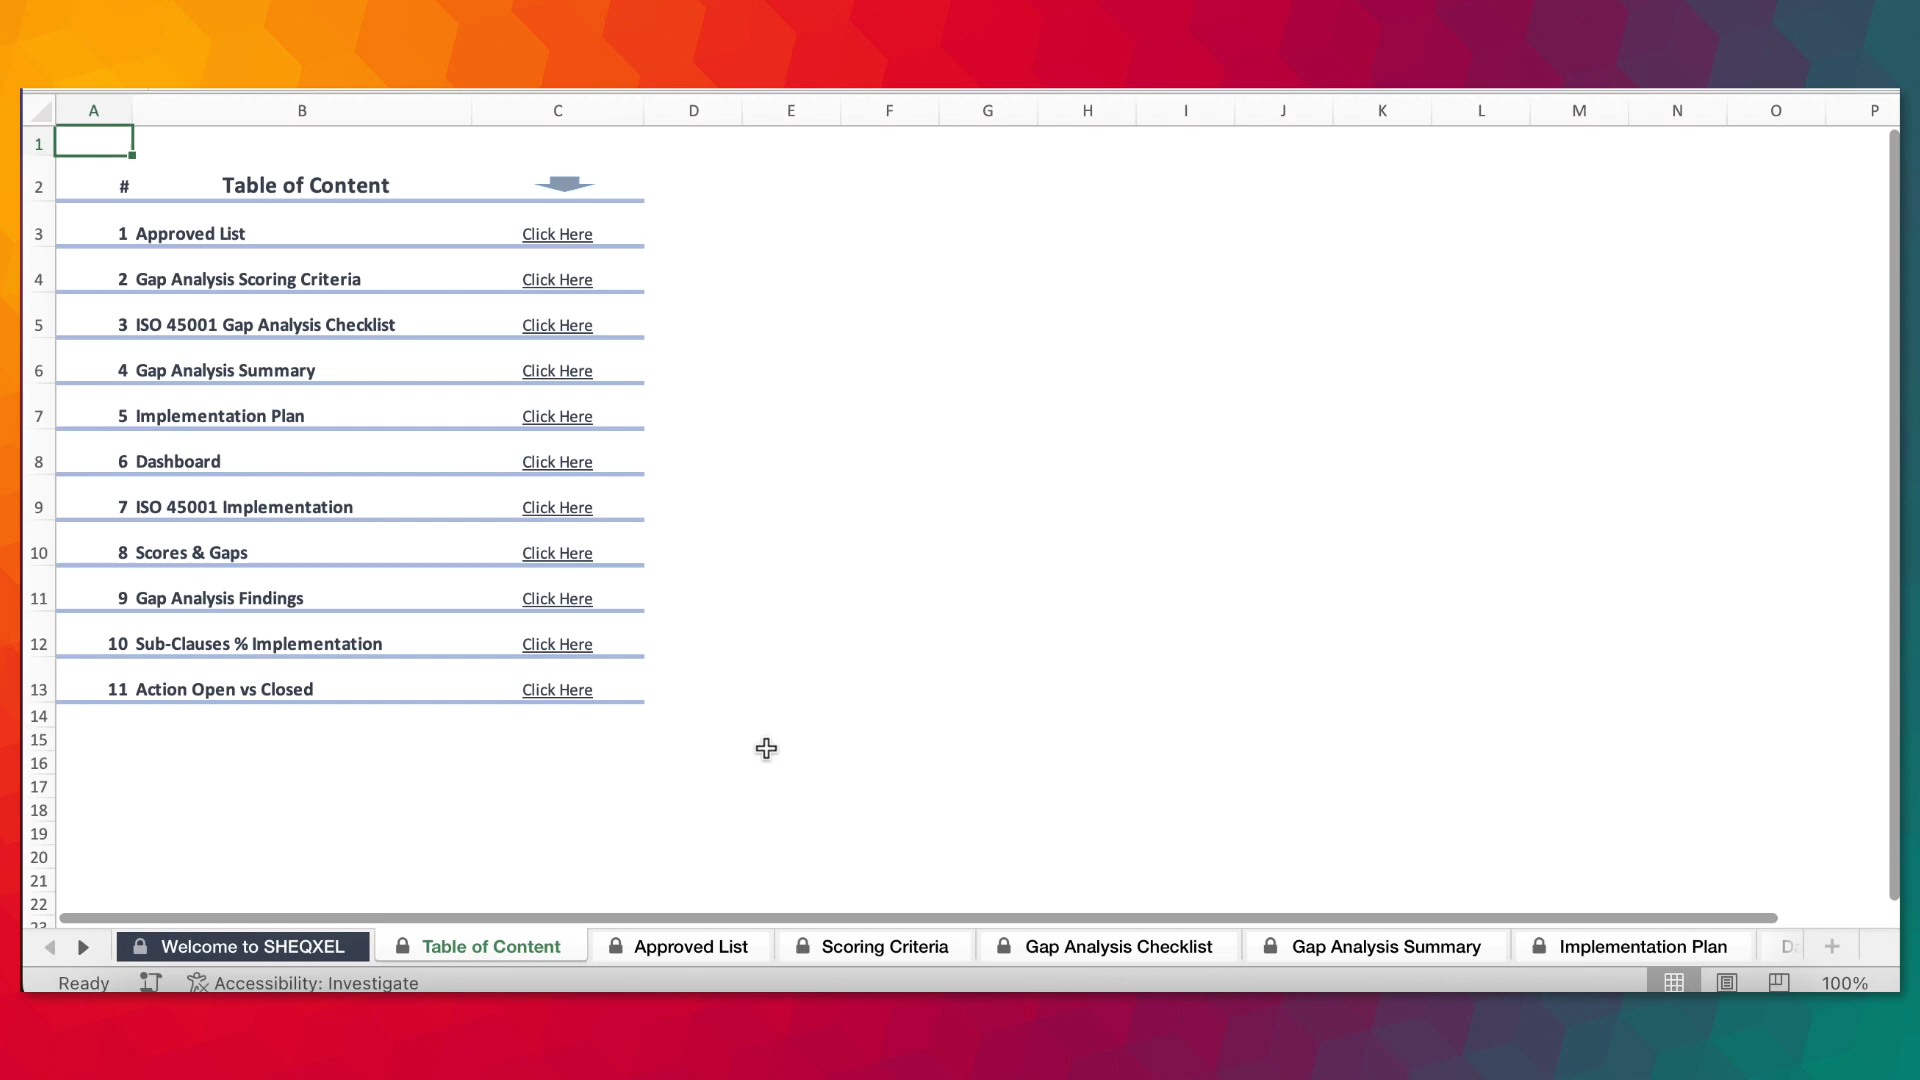 A B C D E F G H I J K L M N O P
1
2 # Table of Content
3 1 Approved List Click Here
4 2 Gap Analysis Scoring Criteria Click Here
5 3 ISO 45001 Gap Analysis Checklist Click Here
6 4 Gap Analysis Summary Click Here
7 5 Implementation Plan Click Here
8 6 Dashboard Click Here
9 7 ISO 45001 Implementation Click Here
10 8 Scores & Gaps Click Here
11 9 Gap Analysis Findings Click Here
12 10 Sub-Clauses % Implementation Click Here
13 11 Action Open vs Closed Click Here
14
15
16
17
18
19
20
21
22
23
Welcome to SHEQXEL Table of Content Approved List Scoring Criteria Gap Analysis Checklist Gap Analysis Summary Implementation Plan
Ready Accessibility: Investigate 100%